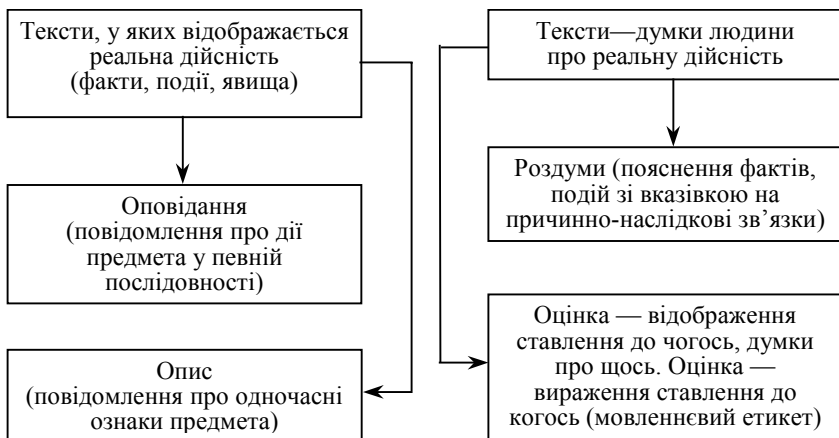 Тексти, у яких відображається
реальна дійсність
(факти, події, явища)
Оповідання
(повідомлення про дії
предмета у певній
послідовності)
Опис
(повідомлення про одночасні
ознаки предмета)
Тексти—думки людини
про реальну дійсність
Роздуми (пояснення фактів,
подій зі вказівкою на
причинно-наслідкові зв’язки)
Оцінка — відображення
ставлення до чогось, думки
про щось. Оцінка —
вираження ставлення до
когось (мовленнєвий етикет)